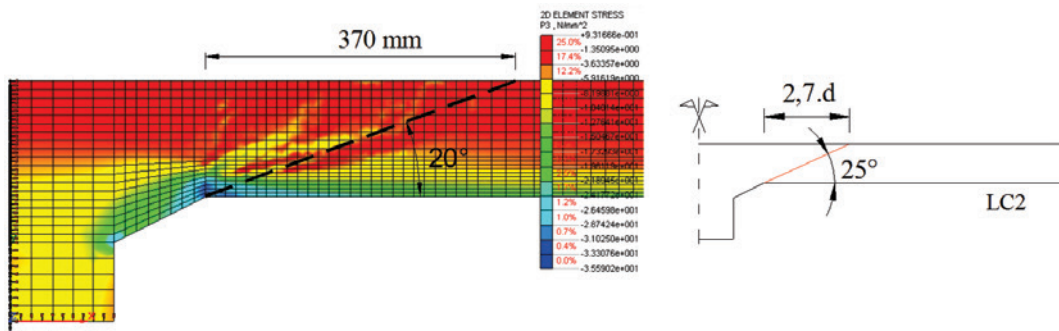 370 mm
20°
2D ELEMENT STRESS
P3 , N/mm^2
+9.31666e-001
25.0%
-1.35095e+000
17.4%
-3.63357e+000
12.2%
-5.91619e+000
1.2%
-2.64598e+001
1.0%
-2.87424e+001
0.7%
-3.10250e+001
0.4%
-3.33076e+001
0.0%
-3.55902e+001
2,7.d
25°
LC2